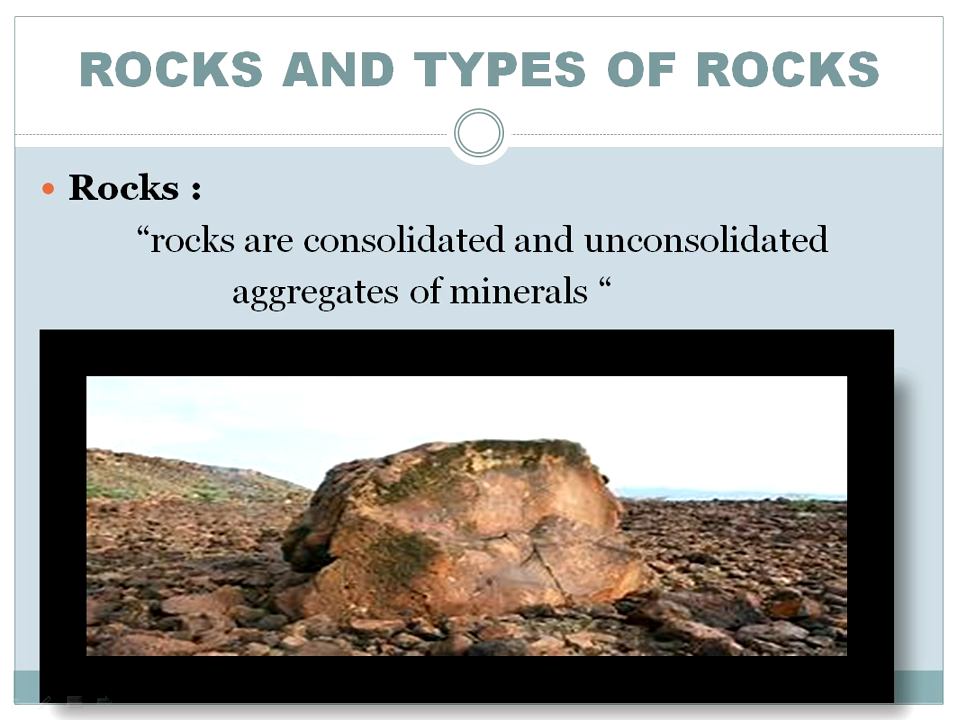 ROCKS AND TYPES OF ROCKS
Rocks :
“rocks are consolidated and unconsolidated
aggregates of minerals “